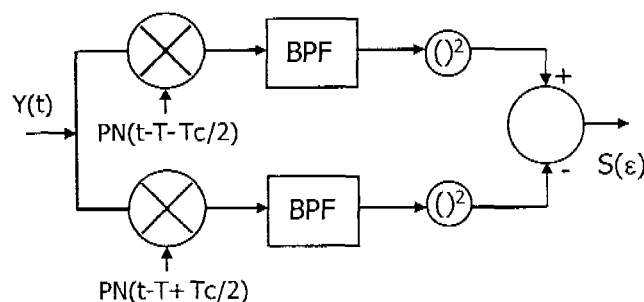 BPF
()²
Y(t)
+
PN(t-T- Tc/2)
S(ε)
-
BPF
()²
PN(t-T+ Tc/2)